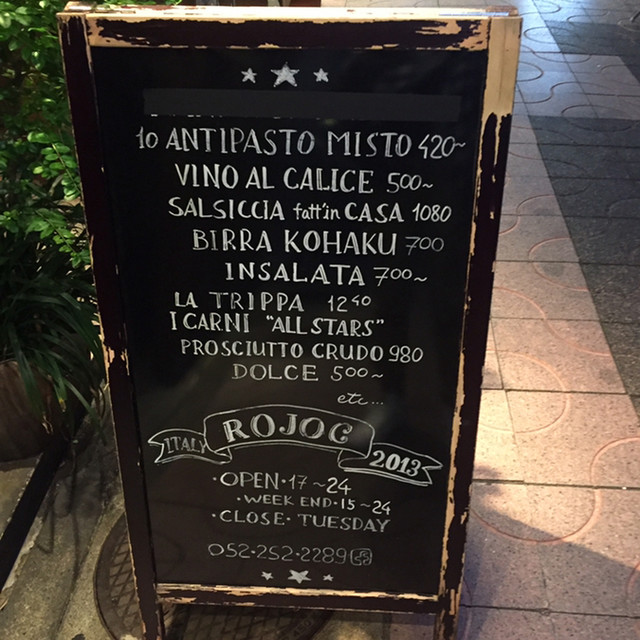 10 ANTIPASTO MISTO 420~
VINO AL CALICE 500~
SALSICCIA fatt'in CASA 1080
BIRRA KOHAKU 700
INSALATA 700~
LA TRIPPA 1240
I CARNI "ALL STARS"
PROSCIUTTO CRUDO 980
DOLCE 500~
etc...
ITALY ROJOG 2013
·OPEN·17~24
·WEEK END·15~24
·CLOSE·TUESDAY
052·252·2289